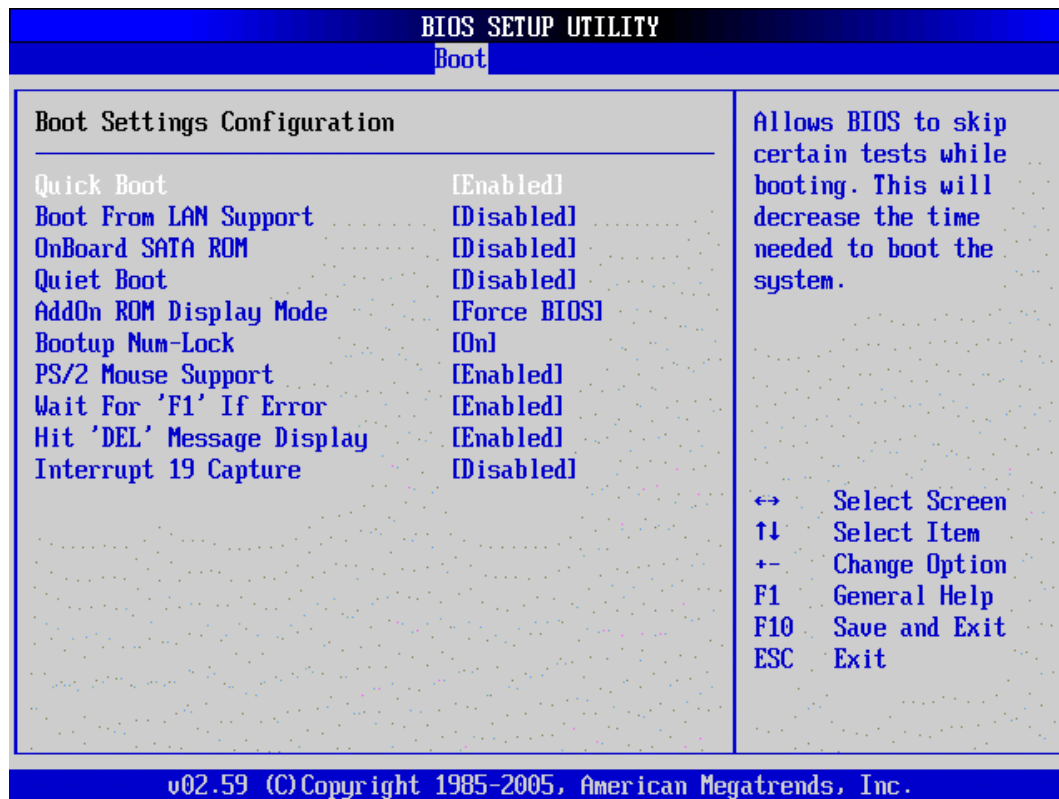 BIOS SETUP UTILITY
Boot
Boot Settings Configuration
Quick Boot [Enabled]
Boot From LAN Support [Disabled]
OnBoard SATA ROM [Disabled]
Quiet Boot [Disabled]
AddOn ROM Display Mode [Force BIOS]
Bootup Num-Lock [On]
PS/2 Mouse Support [Enabled]
Wait For 'F1' If Error [Enabled]
Hit 'DEL' Message Display [Enabled]
Interrupt 19 Capture [Disabled]
Allows BIOS to skip
certain tests while
booting. This will
decrease the time
needed to boot the
system.
↔ Select Screen
↑↓ Select Item
+- Change Option
F1 General Help
F10 Save and Exit
ESC Exit
v02.59 (C)Copyright 1985-2005, American Megatrends, Inc.